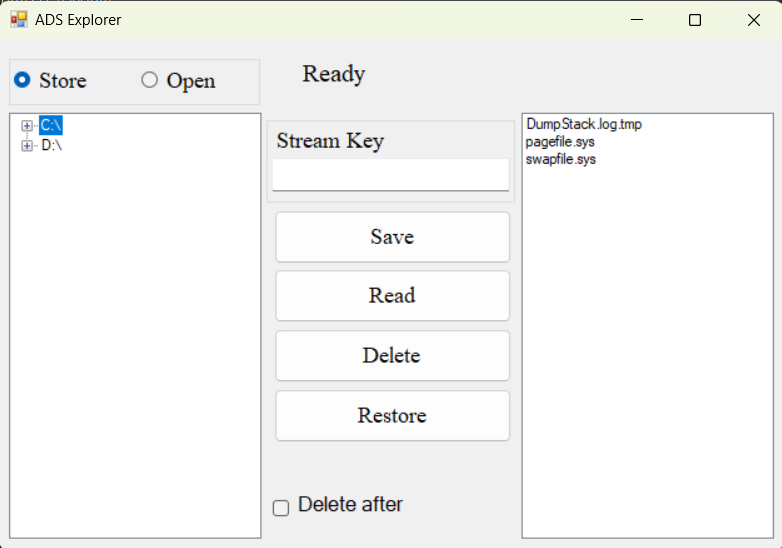 ADS Explorer
Store
Open
Ready
C:\
D:\
Stream Key
Save
Read
Delete
Restore
Delete after
DumpStack.log.tmp
pagefile.sys
swapfile.sys